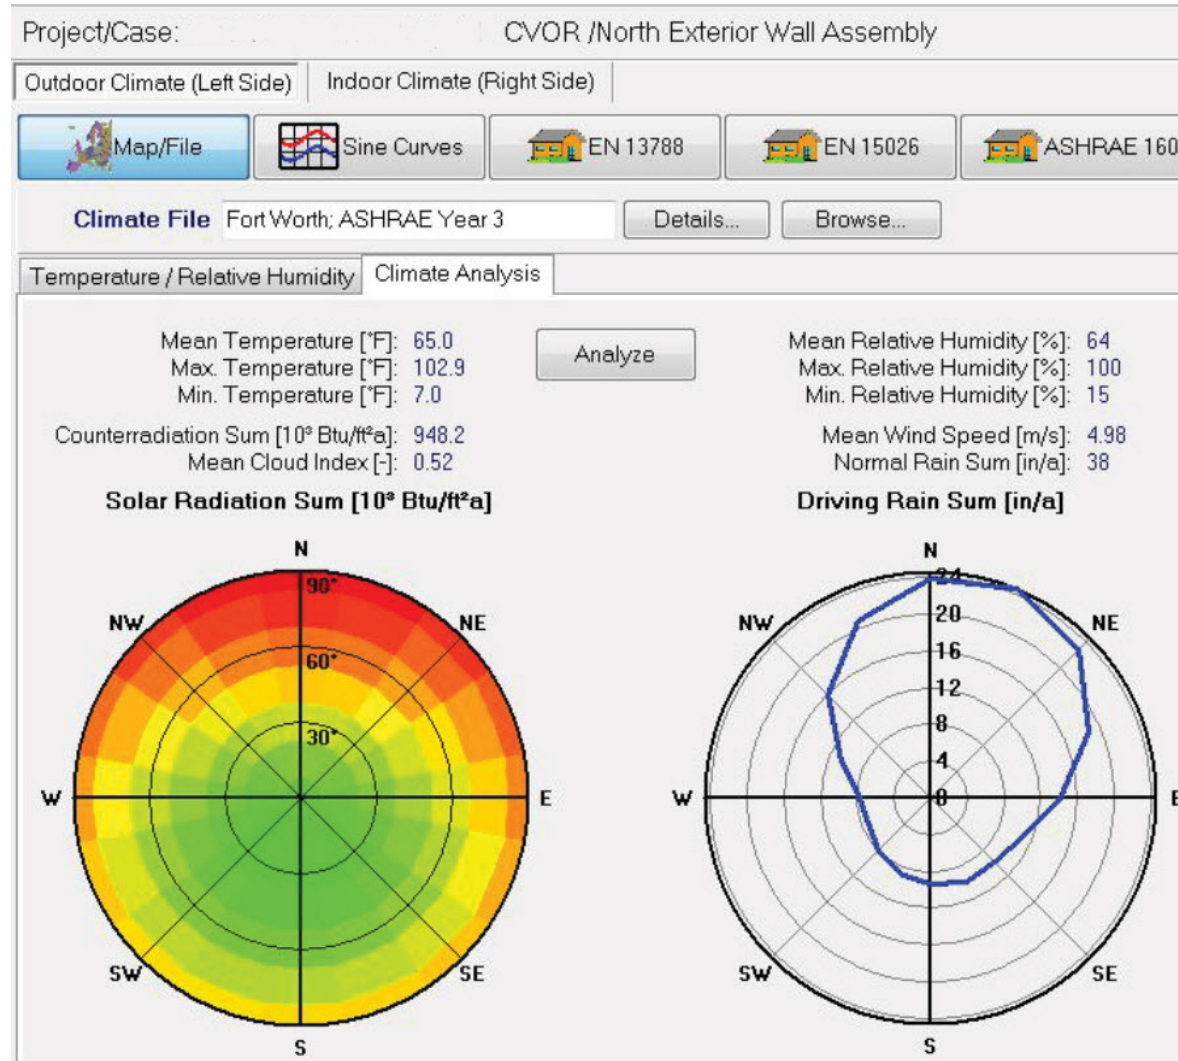 Project/Case: CVOR /North Exterior Wall Assembly
Outdoor Climate (Left Side) Indoor Climate (Right Side)
Map/File Sine Curves EN 13788 EN 15026 ASHRAE 160
Climate File Fort Worth; ASHRAE Year 3 Details... Browse...
Temperature / Relative Humidity Climate Analysis
Mean Temperature [°F]: 65.0
Max. Temperature [°F]: 102.9
Min. Temperature [°F]: 7.0
Counterradiation Sum [10³ Btu/ft²a]: 948.2
Mean Cloud Index [-]: 0.52
Analyze
Mean Relative Humidity [%]: 64
Max. Relative Humidity [%]: 100
Min. Relative Humidity [%]: 15
Mean Wind Speed [m/s]: 4.98
Normal Rain Sum [in/a]: 38
Solar Radiation Sum [10³ Btu/ft²a]
N
90°
NW NE
60°
30°
W E
SW SE
S
Driving Rain Sum [in/a]
N
24
20
NW NE
16
12
8
4
W 0 E
SW SE
S